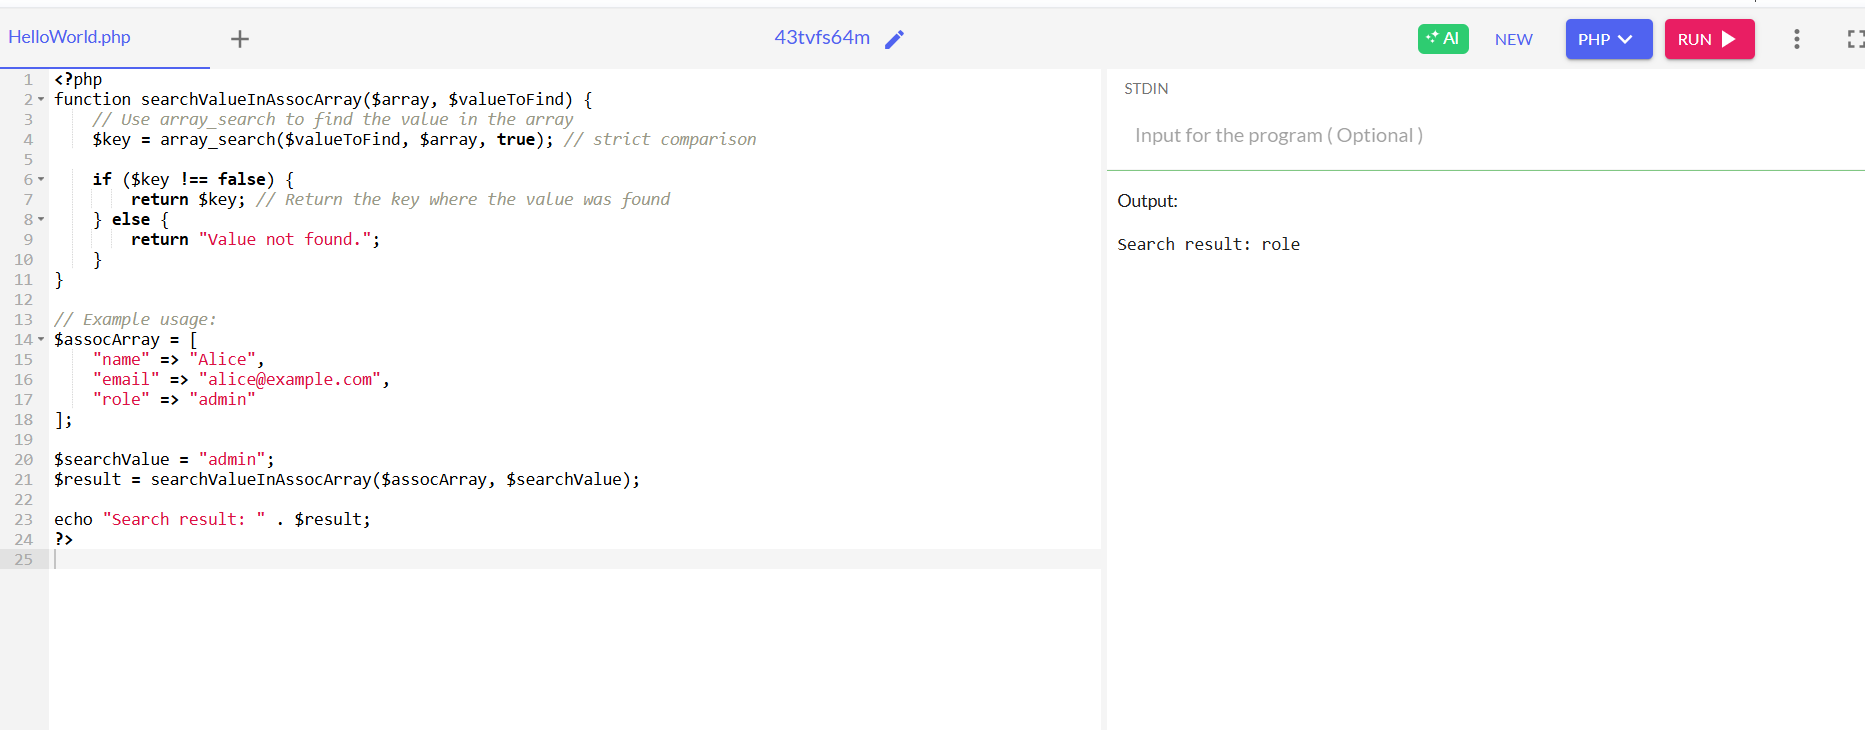 HelloWorld.php
+
43tvfs64m
AI
NEW
PHP
RUN
1 <?php
2 function searchValueInAssocArray($array, $valueToFind) {
3     // Use array_search to find the value in the array
4     $key = array_search($valueToFind, $array, true); // strict comparison
5
6     if ($key !== false) {
7         return $key; // Return the key where the value was found
8     } else {
9         return "Value not found.";
10     }
11 }
12
13 // Example usage:
14 $assocArray = [
15     "name" => "Alice",
16     "email" => "alice@example.com",
17     "role" => "admin"
18 ];
19
20 $searchValue = "admin";
21 $result = searchValueInAssocArray($assocArray, $searchValue);
22
23 echo "Search result: " . $result;
24 ?>
25
STDIN
Input for the program ( Optional )
Output:
Search result: role